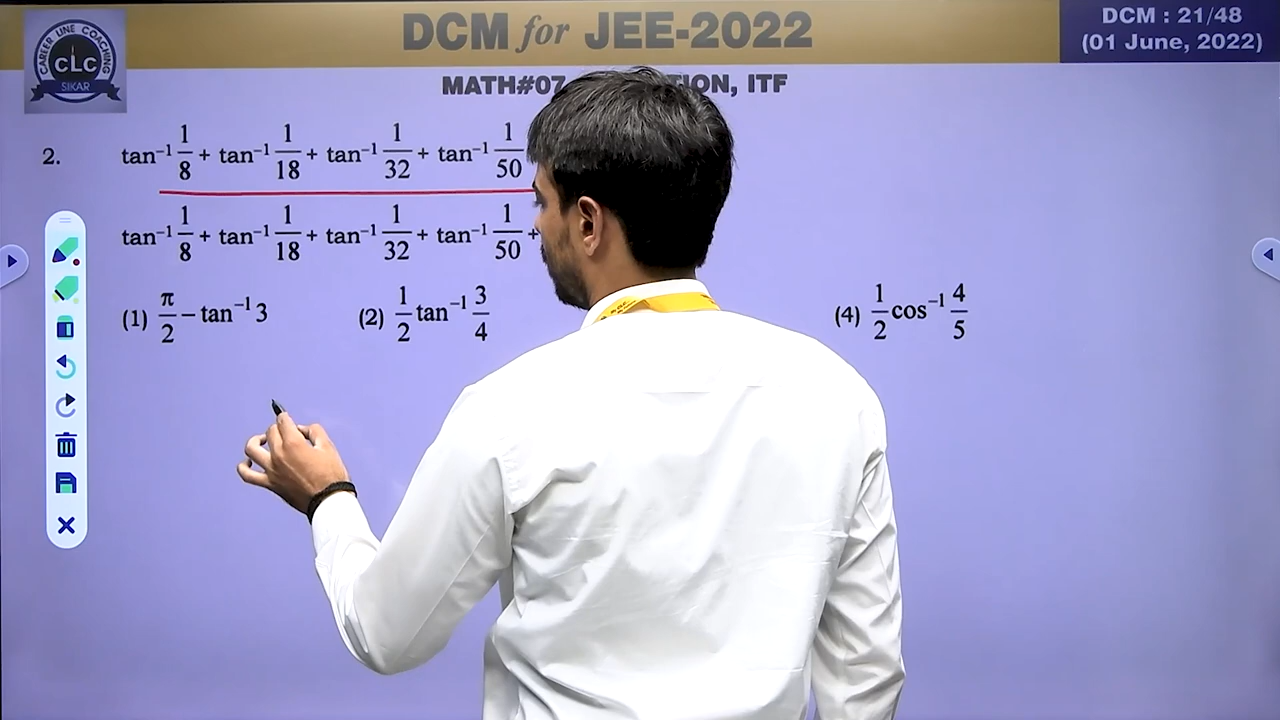 CAREER LINE COACHING
CLC
SIKAR
DCM for JEE-2022
DCM : 21/48
(01 June, 2022)
MATH#07 ION, ITF
2. tan⁻¹ 1/8 + tan⁻¹ 1/18 + tan⁻¹ 1/32 + tan⁻¹ 1/50
tan⁻¹ 1/8 + tan⁻¹ 1/18 + tan⁻¹ 1/32 + tan⁻¹ 1/50 +
(1) π/2 − tan⁻¹ 3 (2) 1/2 tan⁻¹ 3/4 (4) 1/2 cos⁻¹ 4/5